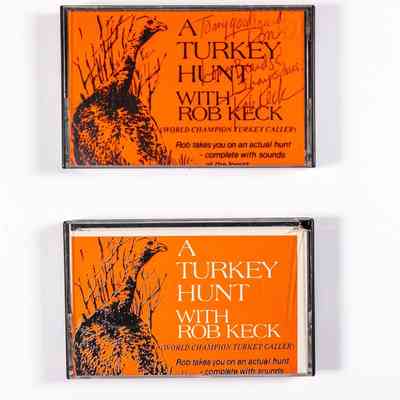 A
TURKEY
HUNT
WITH
ROB KECK
(WORLD CHAMPION TURKEY CALLER)
Rob takes you on an actual hunt
- complete with sounds
Rob Keck
A
TURKEY
HUNT
WITH
ROB KECK
(WORLD CHAMPION TURKEY CALLER)
Rob takes you on an actual hunt
- complete with sounds